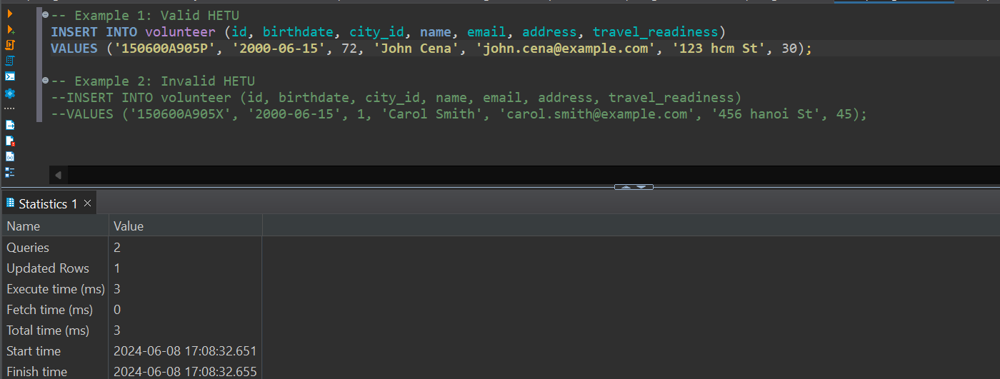 -- Example 1: Valid HETU
INSERT INTO volunteer (id, birthdate, city_id, name, email, address, travel_readiness)
VALUES ('150600A905P', '2000-06-15', 72, 'John Cena', 'john.cena@example.com', '123 hcm St', 30);
-- Example 2: Invalid HETU
--INSERT INTO volunteer (id, birthdate, city_id, name, email, address, travel_readiness)
--VALUES ('150600A905X', '2000-06-15', 1, 'Carol Smith', 'carol.smith@example.com', '456 hanoi St', 45);
Statistics 1
Name Value
Queries 2
Updated Rows 1
Execute time (ms) 3
Fetch time (ms) 0
Total time (ms) 3
Start time 2024-06-08 17:08:32.651
Finish time 2024-06-08 17:08:32.655